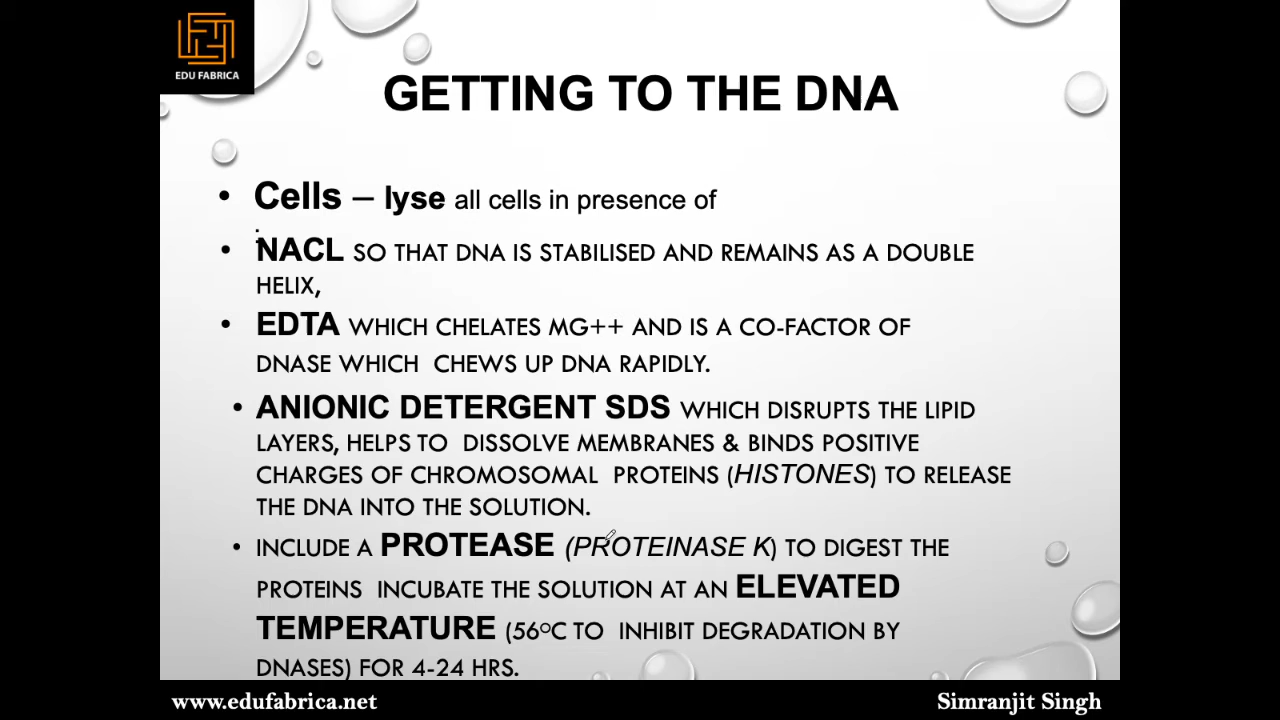 EDU FABRICA
GETTING TO THE DNA
• Cells – lyse all cells in presence of
:
• NACL SO THAT DNA IS STABILISED AND REMAINS AS A DOUBLE
HELIX,
• EDTA WHICH CHELATES MG++ AND IS A CO-FACTOR OF
DNASE WHICH CHEWS UP DNA RAPIDLY.
• ANIONIC DETERGENT SDS WHICH DISRUPTS THE LIPID
LAYERS, HELPS TO DISSOLVE MEMBRANES & BINDS POSITIVE
CHARGES OF CHROMOSOMAL PROTEINS (HISTONES) TO RELEASE
THE DNA INTO THE SOLUTION.
• INCLUDE A PROTEASE (PROTEINASE K) TO DIGEST THE
PROTEINS INCUBATE THE SOLUTION AT AN ELEVATED
TEMPERATURE (56OC TO INHIBIT DEGRADATION BY
DNASES) FOR 4-24 HRS.
www.edufabrica.net
Simranjit Singh